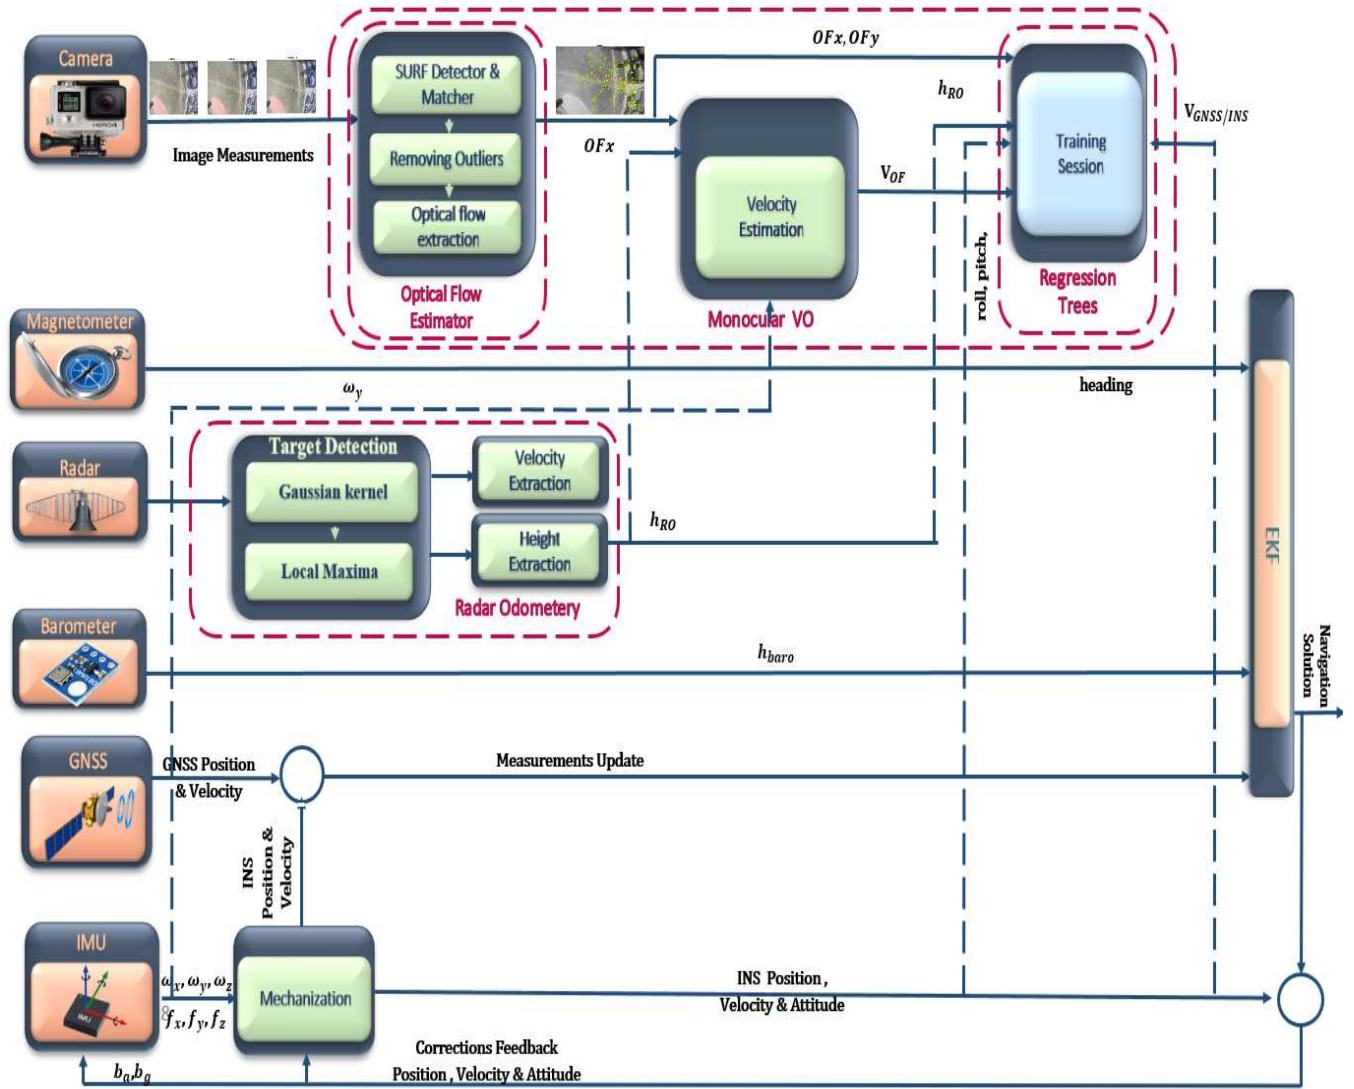 Camera
Image Measurements
SURF Detector &
Matcher
Removing Outliers
Optical flow
extraction
Optical Flow
Estimator
OFx
OFx, OFy
Velocity
Estimation
Monocular VO
V_OF
h_RO
roll, pitch,
Training
Session
Regression
Trees
V_GNSS/INS
Magnetometer
heading
ω_y
Radar
Target Detection
Gaussian kernel
Local Maxima
Velocity
Extraction
Height
Extraction
Radar Odometery
h_RO
Barometer
h_baro
EKF
Navigation
Solution
GNSS
GNSS Position
& Velocity
Measurements Update
INS
Position &
Velocity
IMU
IMU
ω_x, ω_y, ω_z
f_x, f_y, f_z
Mechanization
INS Position ,
Velocity & Attitude
Corrections Feedback
Position , Velocity & Attitude
b_a,b_g